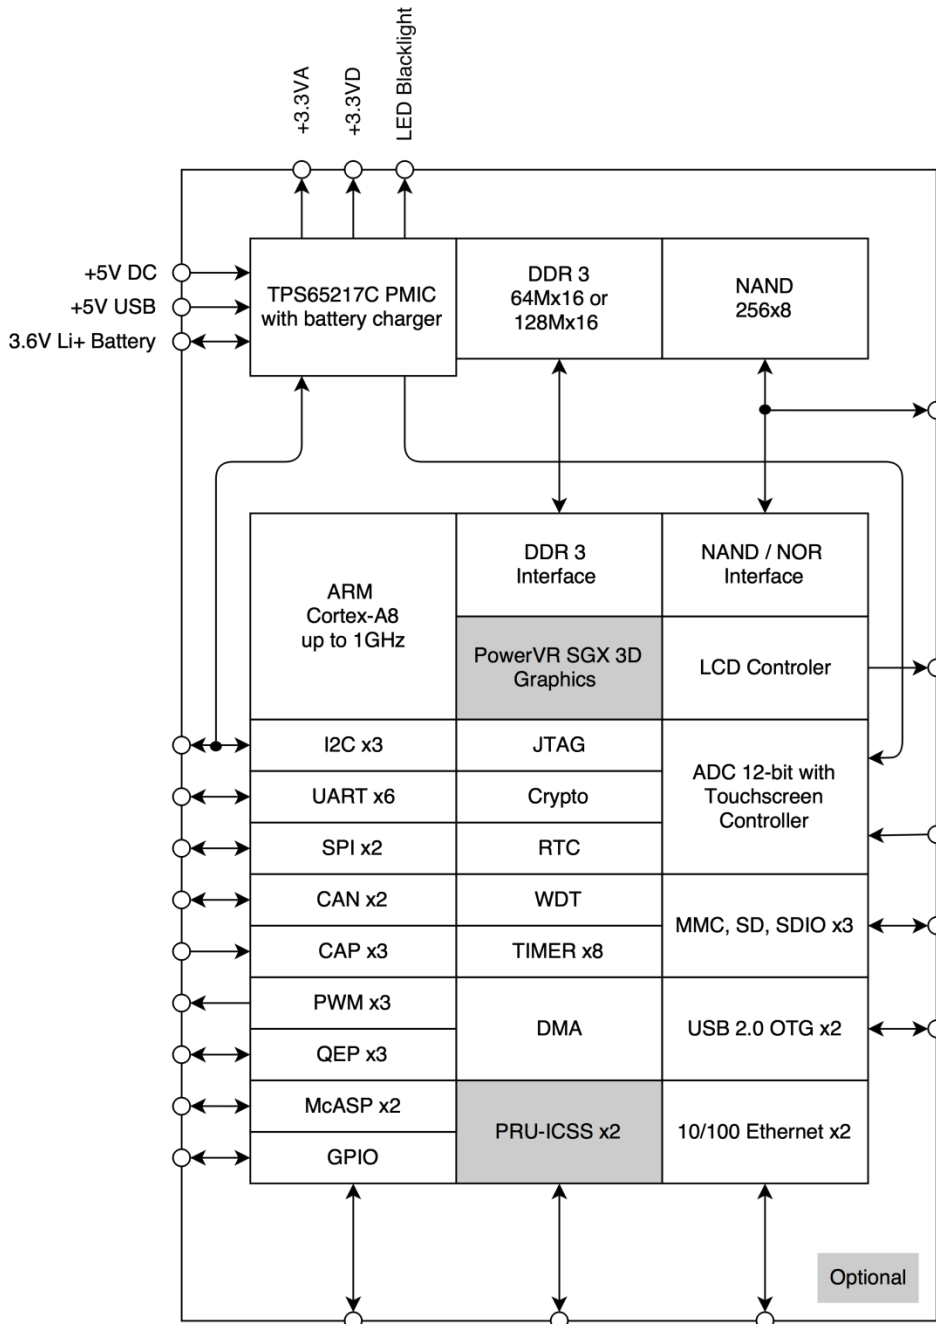 +3.3VA
+3.3VD
LED Blacklight
+5V DC
+5V USB
3.6V Li+ Battery
TPS65217C PMIC
with battery charger
DDR 3
64Mx16 or
128Mx16
NAND
256x8
ARM
Cortex-A8
up to 1GHz
DDR 3
Interface
NAND / NOR
Interface
PowerVR SGX 3D
Graphics
LCD Controler
I2C x3
JTAG
ADC 12-bit with
Touchscreen
Controller
UART x6
Crypto
SPI x2
RTC
CAN x2
WDT
MMC, SD, SDIO x3
CAP x3
TIMER x8
PWM x3
DMA
USB 2.0 OTG x2
QEP x3
McASP x2
PRU-ICSS x2
10/100 Ethernet x2
GPIO
Optional